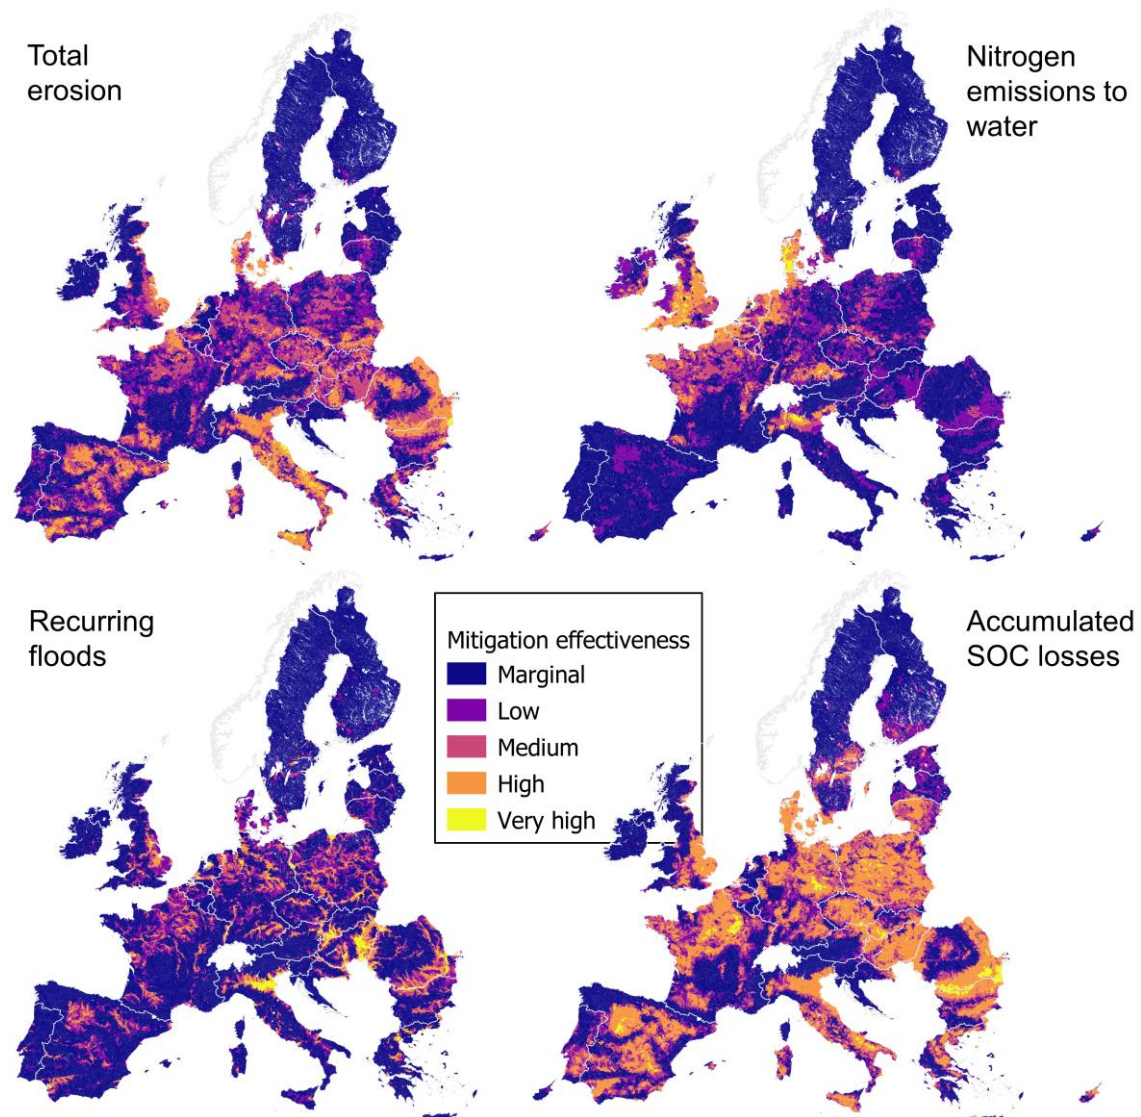 Total
erosion
Nitrogen
emissions to
water
Recurring
floods
Mitigation effectiveness
Marginal
Low
Medium
High
Very high
Accumulated
SOC losses